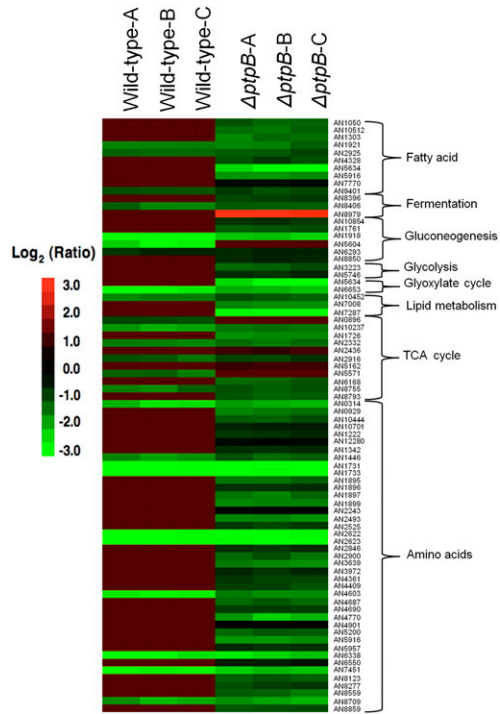 Wild-type-A
Wild-type-B
Wild-type-C
ΔptpB-A
ΔptpB-B
ΔptpB-C
AN1050
AN10512
AN1303
AN1921
AN2925
AN4328
AN5634
AN5916
AN7770
AN9401
Fatty acid
AN8396
AN8406
AN8979
Fermentation
AN10854
AN1761
AN1918
AN5604
AN6293
AN8850
Gluconeogenesis
AN3223
AN5746
Glycolysis
AN5634
AN6653
Glyoxylate cycle
AN10452
AN7008
AN7287
Lipid metabolism
AN0896
AN10237
AN1726
AN2332
AN2436
AN2916
AN5162
AN5571
AN6168
AN8755
AN8793
TCA cycle
AN0314
AN0929
AN10444
AN10701
AN1222
AN12280
AN1342
AN1446
AN1731
AN1733
AN1895
AN1896
AN1897
AN1899
AN2243
AN2493
AN2525
AN2622
AN2623
AN2846
AN2900
AN3639
AN3972
AN4361
AN4409
AN4603
AN4687
AN4690
AN4770
AN4901
AN5200
AN5916
AN5957
AN6338
AN6550
AN7451
AN8123
AN8277
AN8559
AN8709
AN8859
Amino acids
Log2 (Ratio)
3.0
2.0
1.0
0.0
-1.0
-2.0
-3.0